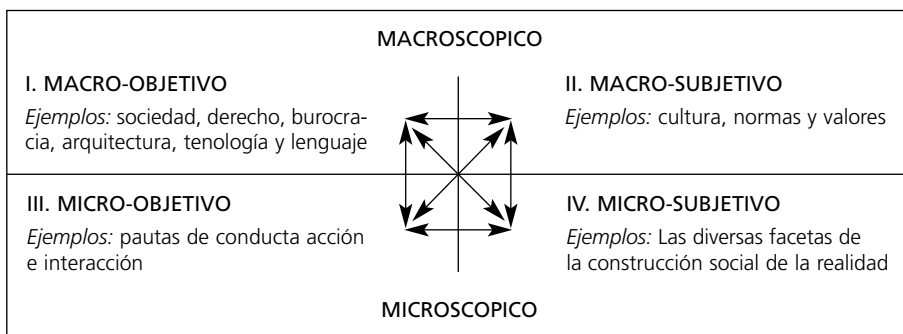 MACROSCOPICO
I. MACRO-OBJETIVO
Ejemplos: sociedad, derecho, burocra-
cia, arquitectura, tenología y lenguaje
II. MACRO-SUBJETIVO
Ejemplos: cultura, normas y valores
III. MICRO-OBJETIVO
Ejemplos: pautas de conducta acción
e interacción
IV. MICRO-SUBJETIVO
Ejemplos: Las diversas facetas de
la construcción social de la realidad
MICROSCOPICO